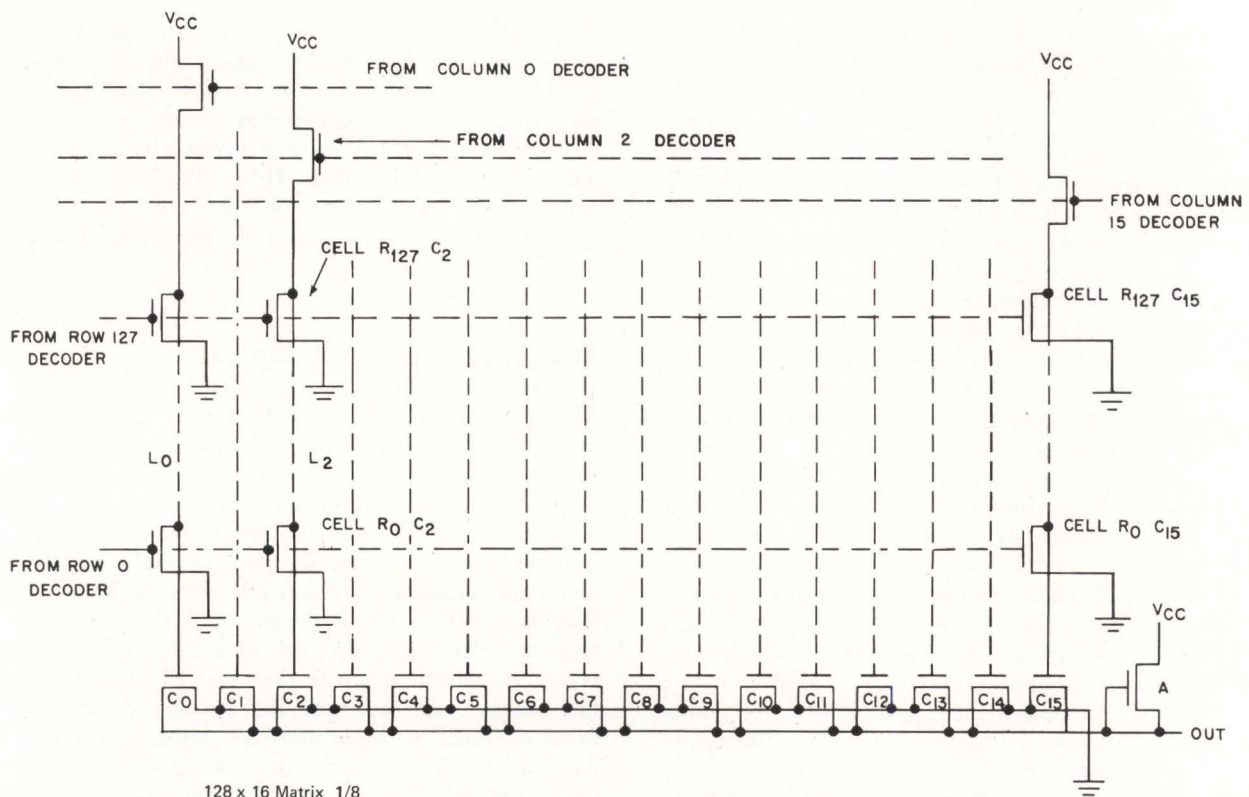 VCC
VCC
VCC
FROM COLUMN 0 DECODER
FROM COLUMN 2 DECODER
FROM COLUMN
15 DECODER
CELL R127 C2
CELL R127 C15
FROM ROW 127
DECODER
L0
L2
CELL R0 C2
CELL R0 C15
FROM ROW 0
DECODER
VCC
A
C0 C1 C2 C3 C4 C5 C6 C7 C8 C9 C10 C11 C12 C13 C14 C15
OUT
128 x 16 Matrix 1/8